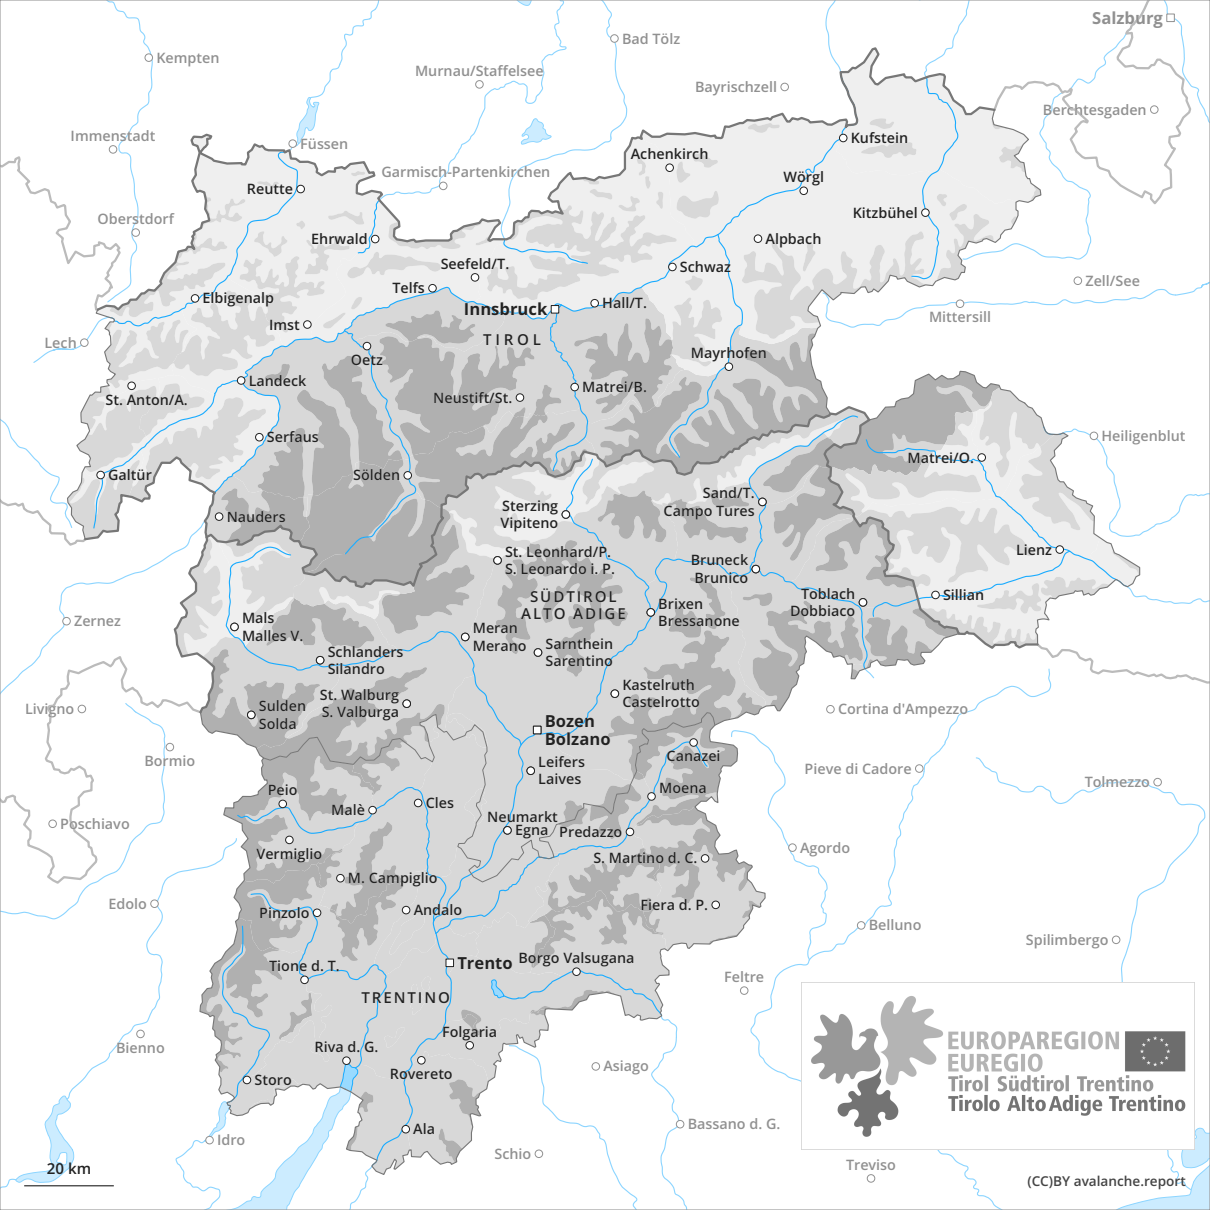 Salzburg
Bad Tölz
Kempten
Murnau/Staffelsee
Bayrischzell
Berchtesgaden
Immenstadt
Kufstein
Füssen
Achenkirch
Garmisch-Partenkirchen
Wörgl
Reutte
Oberstdorf
Kitzbühel
Ehrwald
Alpbach
Seefeld/T.
Schwaz
Zell/See
Telfs
Elbigenalp
Hall/T.
Innsbruck
Mittersill
Imst
TIROL
Lech
Mayrhofen
Oetz
Landeck
Matrei/B.
St. Anton/A.
Neustift/St.
Serfaus
Heiligenblut
Matrei/O.
Galtür
Sölden
Sand/T.
Campo Tures
Sterzing
Vipiteno
Nauders
St. Leonhard/P.
S. Leonardo i. P.
Lienz
Bruneck
Brunico
SÜDTIROL
ALTO ADIGE
Toblach
Dobbiaco
Sillian
Brixen
Bressanone
Zernez
Mals
Malles V.
Meran
Merano
Sarnthein
Sarentino
Schlanders
Silandro
Kastelruth
Castelrotto
St. Walburg
S. Valburga
Sulden
Solda
Livigno
Cortina d'Ampezzo
Bozen
Bolzano
Bormio
Canazei
Leifers
Laives
Pieve di Cadore
Tolmezzo
Peio
Moena
Malè
Cles
Neumarkt
Egna
Predazzo
Poschiavo
Vermiglio
Agordo
S. Martino d. C.
M. Campiglio
Edolo
Pinzolo
Andalo
Fiera d. P.
Belluno
Spilimbergo
Borgo Valsugana
Trento
Tione d. T.
Feltre
TRENTINO
Folgaria
Bienno
Riva d. G.
Rovereto
Asiago
Storo
EUROPAREGION
EUREGIO
Tirol Südtirol Trentino
Tirolo Alto Adige Trentino
Ala
Bassano d. G.
Idro
Schio
Treviso
20 km
(CC)BY avalanche.report